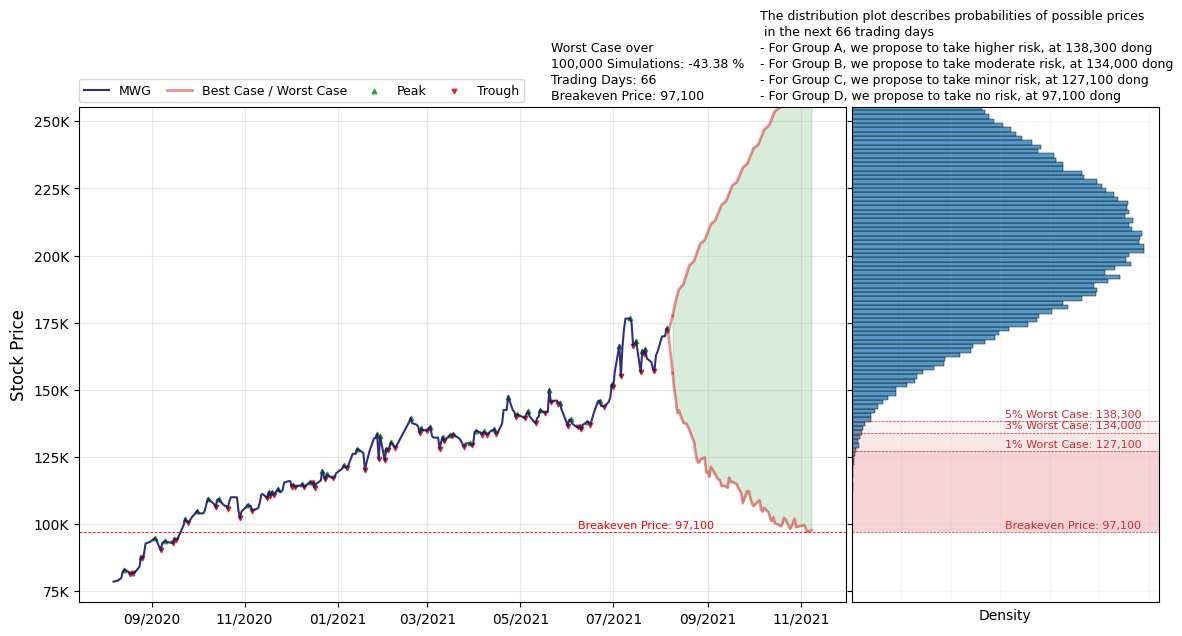 The distribution plot describes probabilities of possible prices
in the next 66 trading days
- For Group A, we propose to take higher risk, at 138,300 dong
- For Group B, we propose to take moderate risk, at 134,000 dong
- For Group C, we propose to take minor risk, at 127,100 dong
- For Group D, we propose to take no risk, at 97,100 dong
Worst Case over
100,000 Simulations: -43.38 %
Trading Days: 66
Breakeven Price: 97,100
MWG
Best Case / Worst Case
Peak
Trough
Stock Price
250K
225K
200K
175K
150K
125K
100K
75K
Breakeven Price: 97,100
09/2020
11/2020
01/2021
03/2021
05/2021
07/2021
09/2021
11/2021
5% Worst Case: 138,300
3% Worst Case: 134,000
1% Worst Case: 127,100
Breakeven Price: 97,100
Density